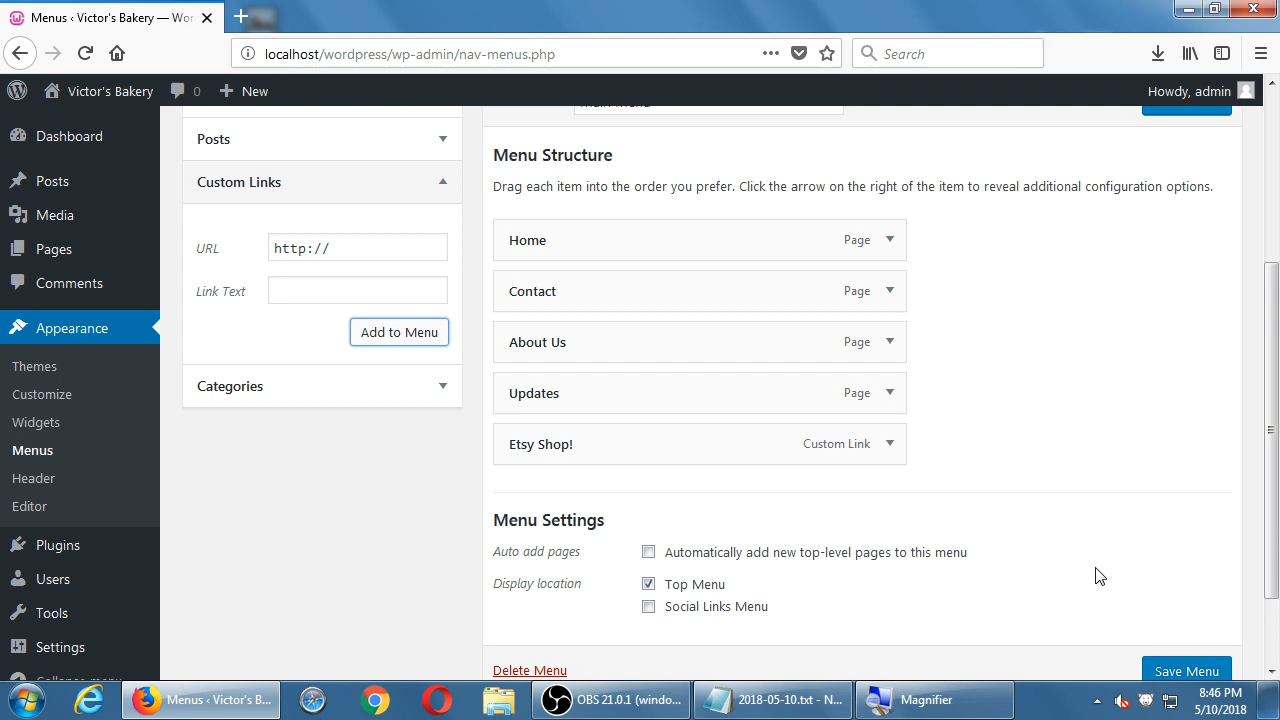 Menus ‹ Victor's Bakery — Wor
localhost/wordpress/wp-admin/nav-menus.php
Search
Victor's Bakery
0
New
Howdy, admin
Dashboard
Posts
Media
Pages
Comments
Appearance
Themes
Customize
Widgets
Menus
Header
Editor
Plugins
Users
Tools
Settings
Posts
Custom Links
URL
http://
Link Text
Add to Menu
Categories
Menu Structure
Drag each item into the order you prefer. Click the arrow on the right of the item to reveal additional configuration options.
Home Page
Contact Page
About Us Page
Updates Page
Etsy Shop! Custom Link
Menu Settings
Auto add pages
Automatically add new top-level pages to this menu
Display location
Top Menu
Social Links Menu
Delete Menu
Save Menu
Menus ‹ Victor's B...
OBS 21.0.1 (windo...
2018-05-10.txt - N...
Magnifier
8:46 PM
5/10/2018